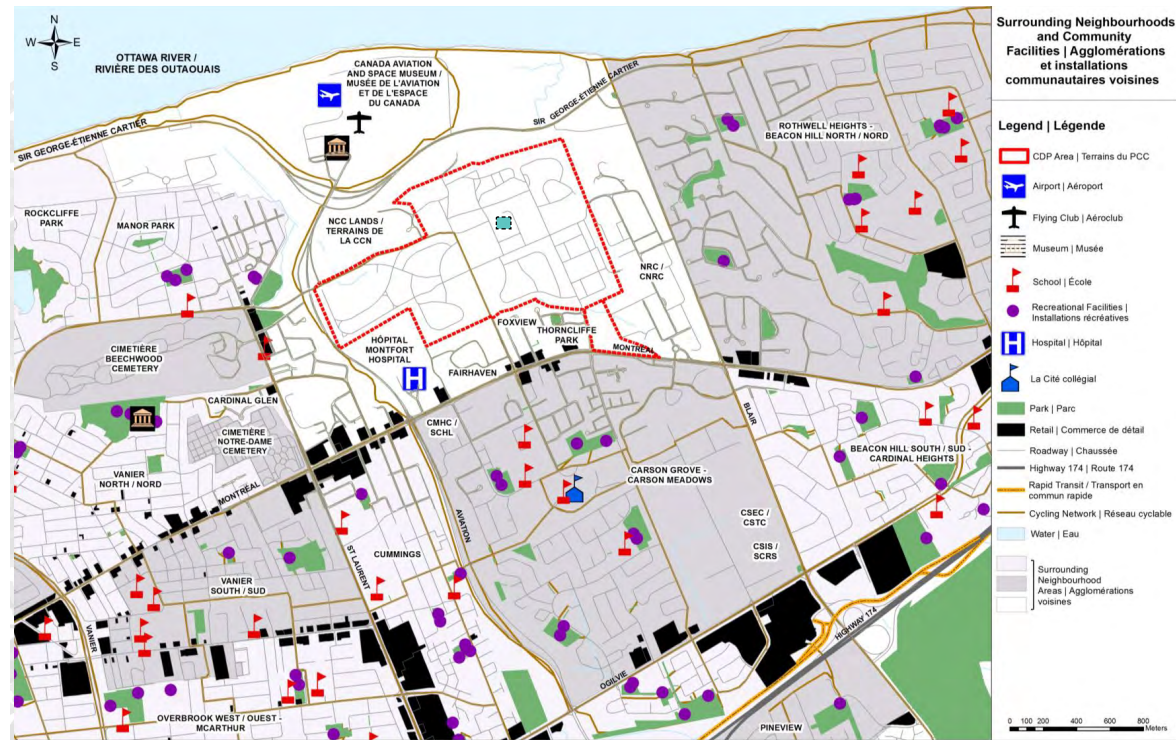 N
W E
S
OTTAWA RIVER /
RIVIÈRE DES OUTAOUAIS
CANADA AVIATION
AND SPACE MUSEUM /
MUSÉE DE L'AVIATION
ET DE L'ESPACE
DU CANADA
SIR GEORGE-ÉTIENNE CARTIER
SIR GEORGE-ÉTIENNE CARTIER
ROTHWELL HEIGHTS -
BEACON HILL NORTH / NORD
ROCKCLIFFE
PARK
MANOR PARK
NCC LANDS /
TERRAINS DE
LA CCN
NRC /
CNRC
FOXVIEW
THORNCLIFFE
PARK
MONTRÉAL
HÔPITAL
MONTFORT
HOSPITAL
H
FAIRHAVEN
CIMETIÈRE
BEECHWOOD
CEMETERY
CARDINAL GLEN
CIMETIÈRE
NOTRE-DAME
CEMETERY
CMHC /
SCHL
BLAIR
BEACON HILL SOUTH / SUD -
CARDINAL HEIGHTS
VANIER
NORTH / NORD
MONTRÉAL
CARSON GROVE -
CARSON MEADOWS
AVIATION
CSEC /
CSTC
CSIS /
SCRS
ST LAURENT
CUMMINGS
VANIER
SOUTH / SUD
VANIER
HIGHWAY 174
OGILVIE
OVERBROOK WEST / OUEST -
MCARTHUR
PINEVIEW
Surrounding Neighbourhoods
and Community
Facilities | Agglomérations
et installations
communautaires voisines
Legend | Légende
CDP Area | Terrains du PCC
Airport | Aéroport
Flying Club | Aéroclub
Museum | Musée
School | École
Recreational Facilities |
Installations récréatives
H Hospital | Hôpital
La Cité collégial
Park | Parc
Retail | Commerce de détail
Roadway | Chaussée
Highway 174 | Route 174
Rapid Transit / Transport en
commun rapide
Cycling Network | Réseau cyclable
Water | Eau
Surrounding
Neighbourhood
Areas | Agglomérations
voisines
0 100 200 400 600 800
Meters